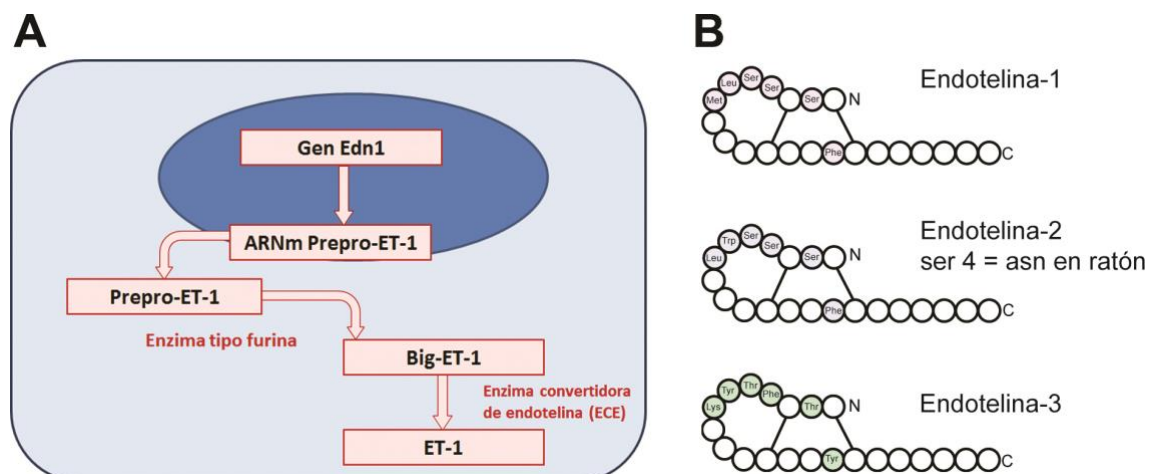 A
Gen Edn1
ARNm Prepro-ET-1
Prepro-ET-1
Enzima tipo furina
Big-ET-1
Enzima convertidora
de endotelina (ECE)
ET-1
B
Endotelina-1
Met Leu Ser Ser Ser N
Phe C
Endotelina-2
ser 4 = asn en ratón
Leu Trp Ser Ser Ser N
Phe C
Endotelina-3
Lys Tyr Thr Phe Thr N
Tyr C